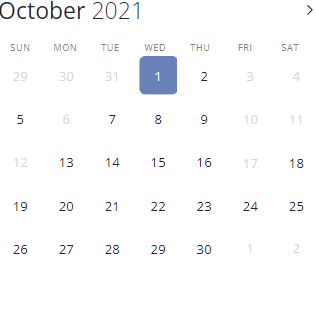 October 2021
SUN MON TUE WED THU FRI SAT
29 30 31 1 2 3 4
5 6 7 8 9 10 11
12 13 14 15 16 17 18
19 20 21 22 23 24 25
26 27 28 29 30 1 2